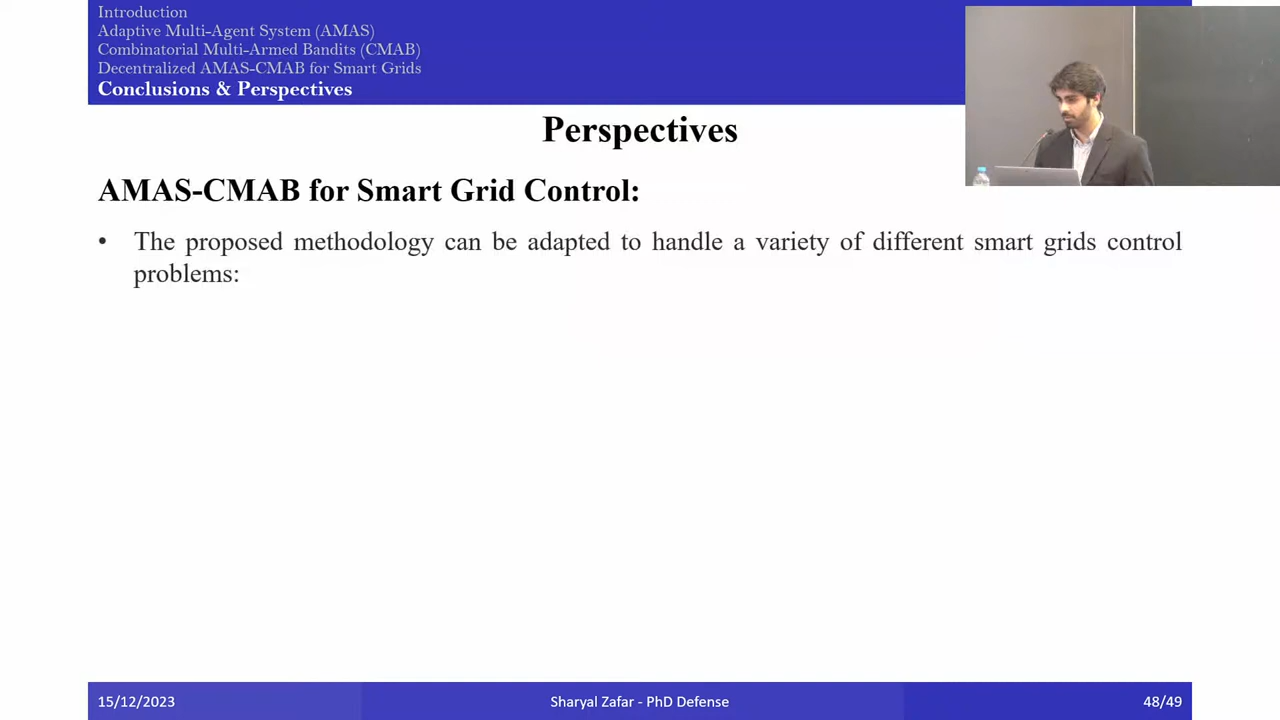 Introduction
Adaptive Multi-Agent System (AMAS)
Combinatorial Multi-Armed Bandits (CMAB)
Decentralized AMAS-CMAB for Smart Grids
Conclusions & Perspectives
Perspectives
AMAS-CMAB for Smart Grid Control:
• The proposed methodology can be adapted to handle a variety of different smart grids control
problems:
15/12/2023
Sharyal Zafar - PhD Defense
48/49